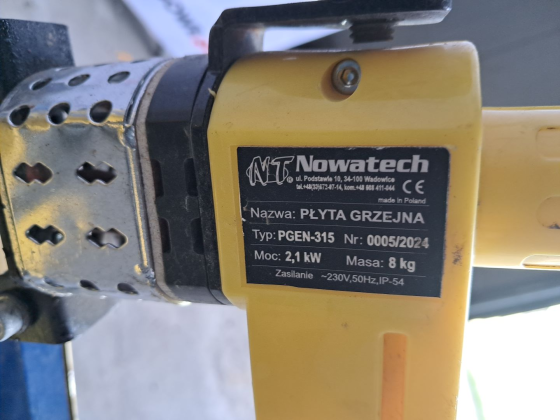 NT® Nowatech
ul. Podstawie 10, 34-100 Wadowice
CE
made in Poland
Nazwa: PŁYTA GRZEJNA
Typ: PGEN-315 Nr: 0005/2024
Moc: 2,1 kW Masa: 8 kg
Zasilanie ~230V,50Hz,IP-54